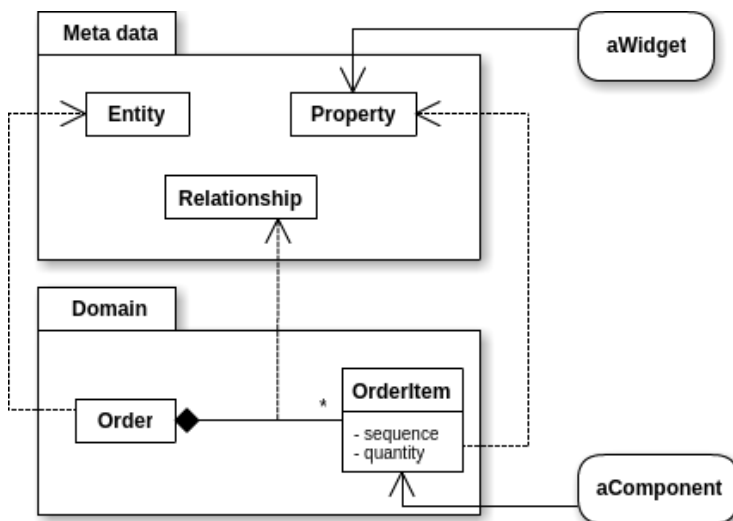 Meta data
aWidget
Entity
Property
Relationship
Domain
Order
*
OrderItem
- sequence
- quantity
aComponent